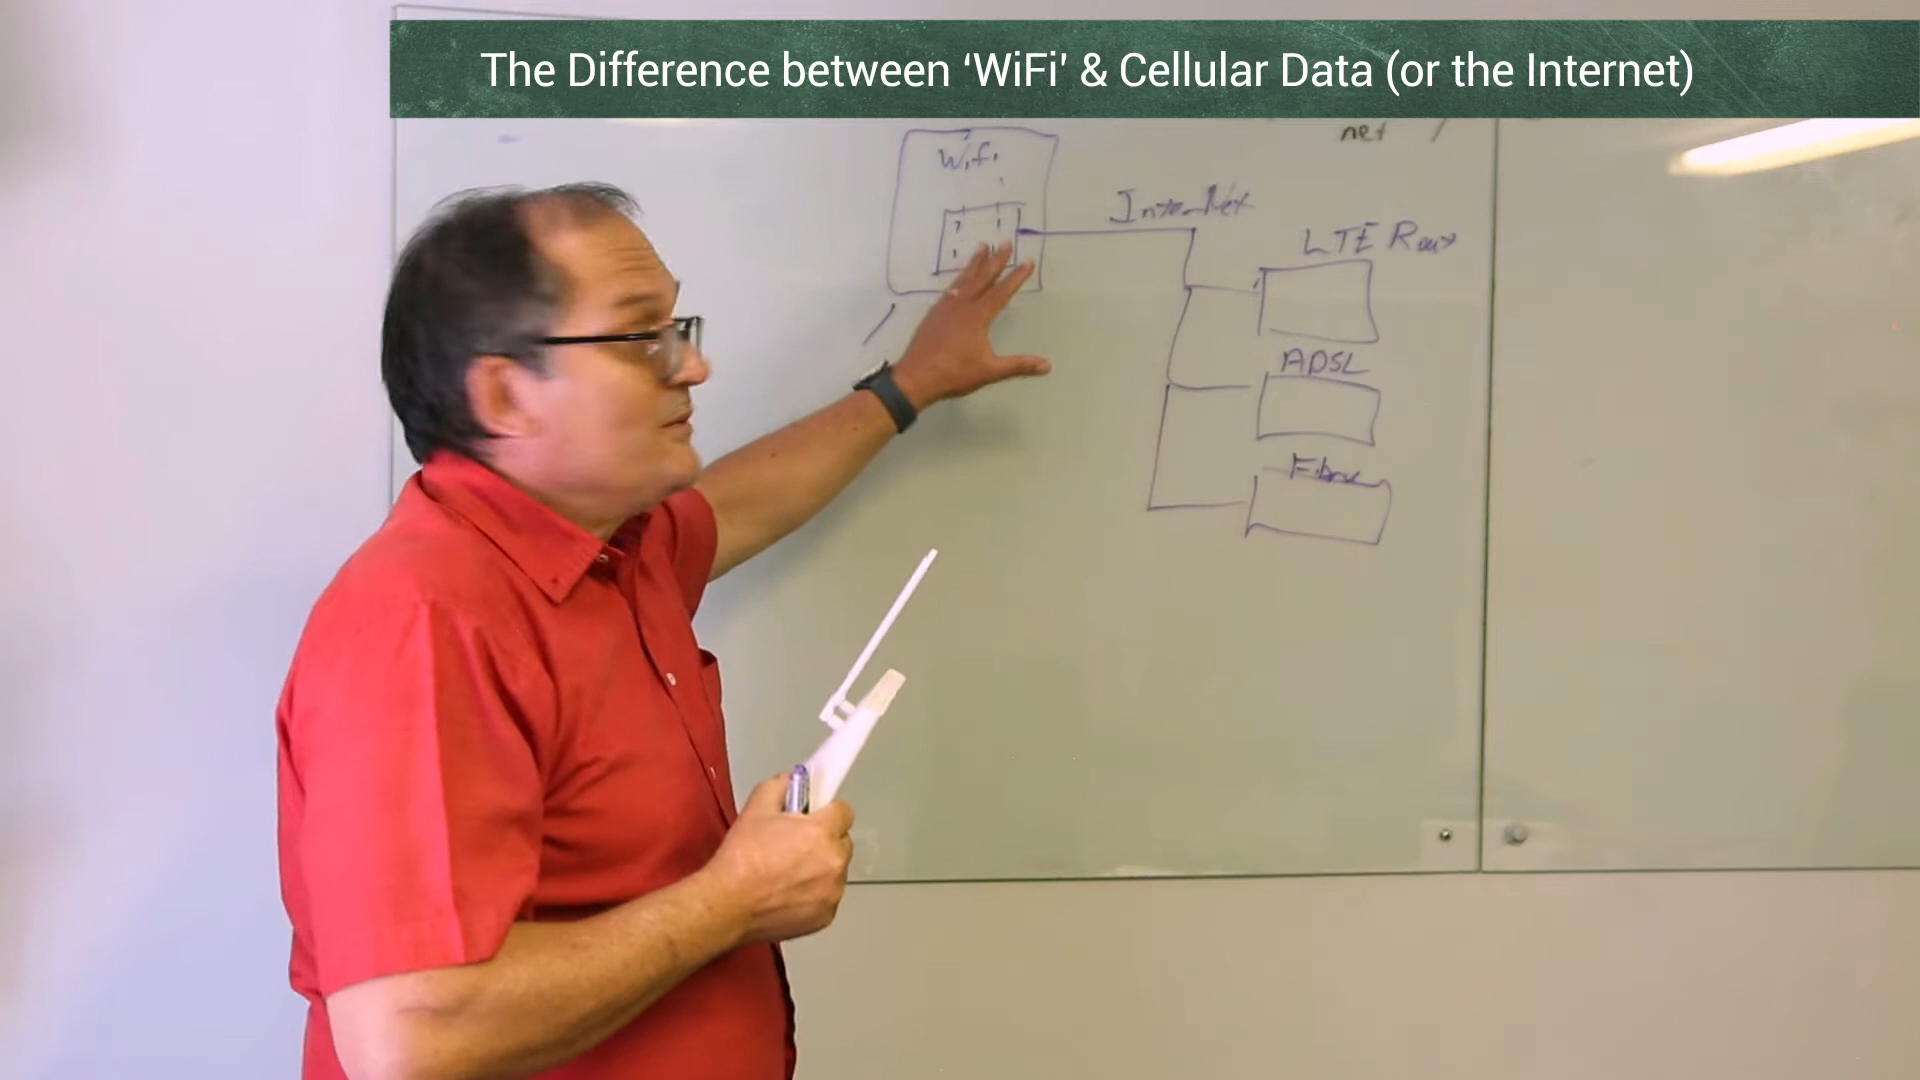 The Difference between ‘WiFi’ & Cellular Data (or the Internet)
net
Wifi
InterNet
LTE Rout
ADSL
Fibre